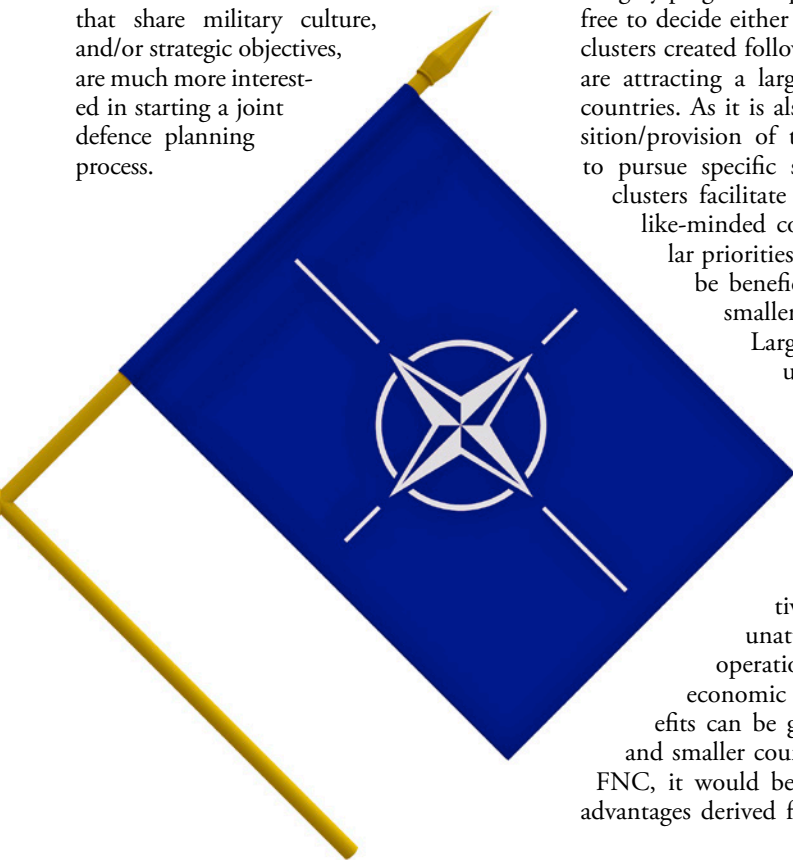 that share military culture,
and/or strategic objectives,
are much more interest-
ed in starting a joint
defence planning
process.
free to decide either
clusters created follow
are attracting a larg
countries. As it is als
sition/provision of t
to pursue specific s
clusters facilitate
like-minded co
lar priorities
be benefic
smaller
Larg
u
tiv
unat
operatio
economic
efits can be g
and smaller cour
FNC, it would be
advantages derived f